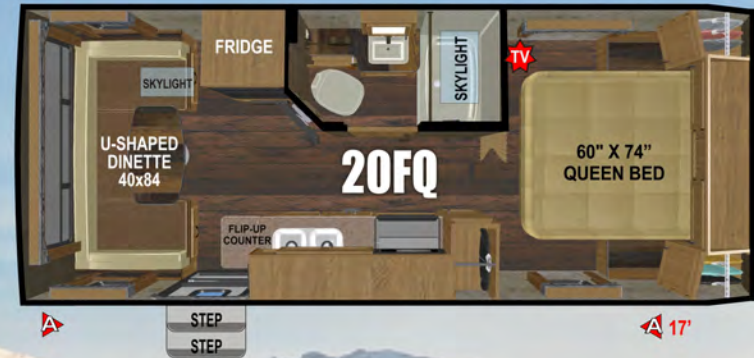 FRIDGE
SKYLIGHT
SKYLIGHT
TV
U-SHAPED
DINETTE
40x84
20FQ
60" X 74"
QUEEN BED
FLIP-UP
COUNTER
STEP
STEP
A
A 17'